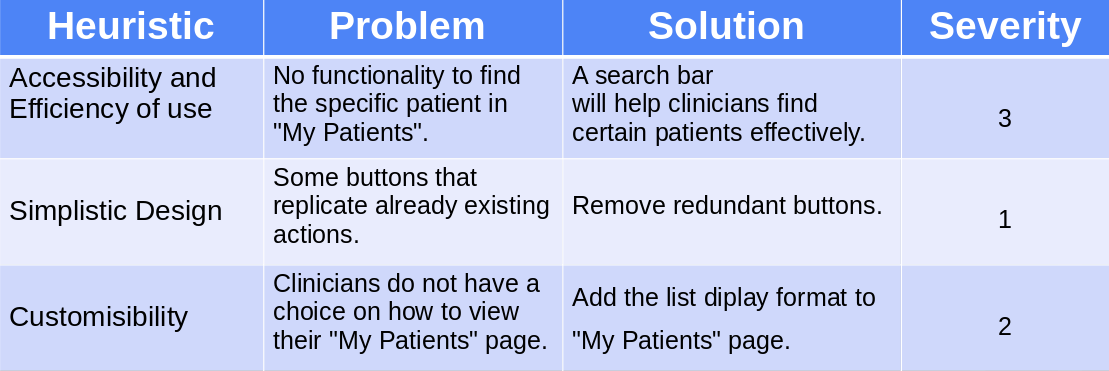 Heuristic Problem Solution Severity
Accessibility and
Efficiency of use
No functionality to find
the specific patient in
"My Patients".
A search bar
will help clinicians find
certain patients effectively.
3
Simplistic Design
Some buttons that
replicate already existing
actions.
Remove redundant buttons.
1
Customisibility
Clinicians do not have a
choice on how to view
their "My Patients" page.
Add the list diplay format to
"My Patients" page.
2